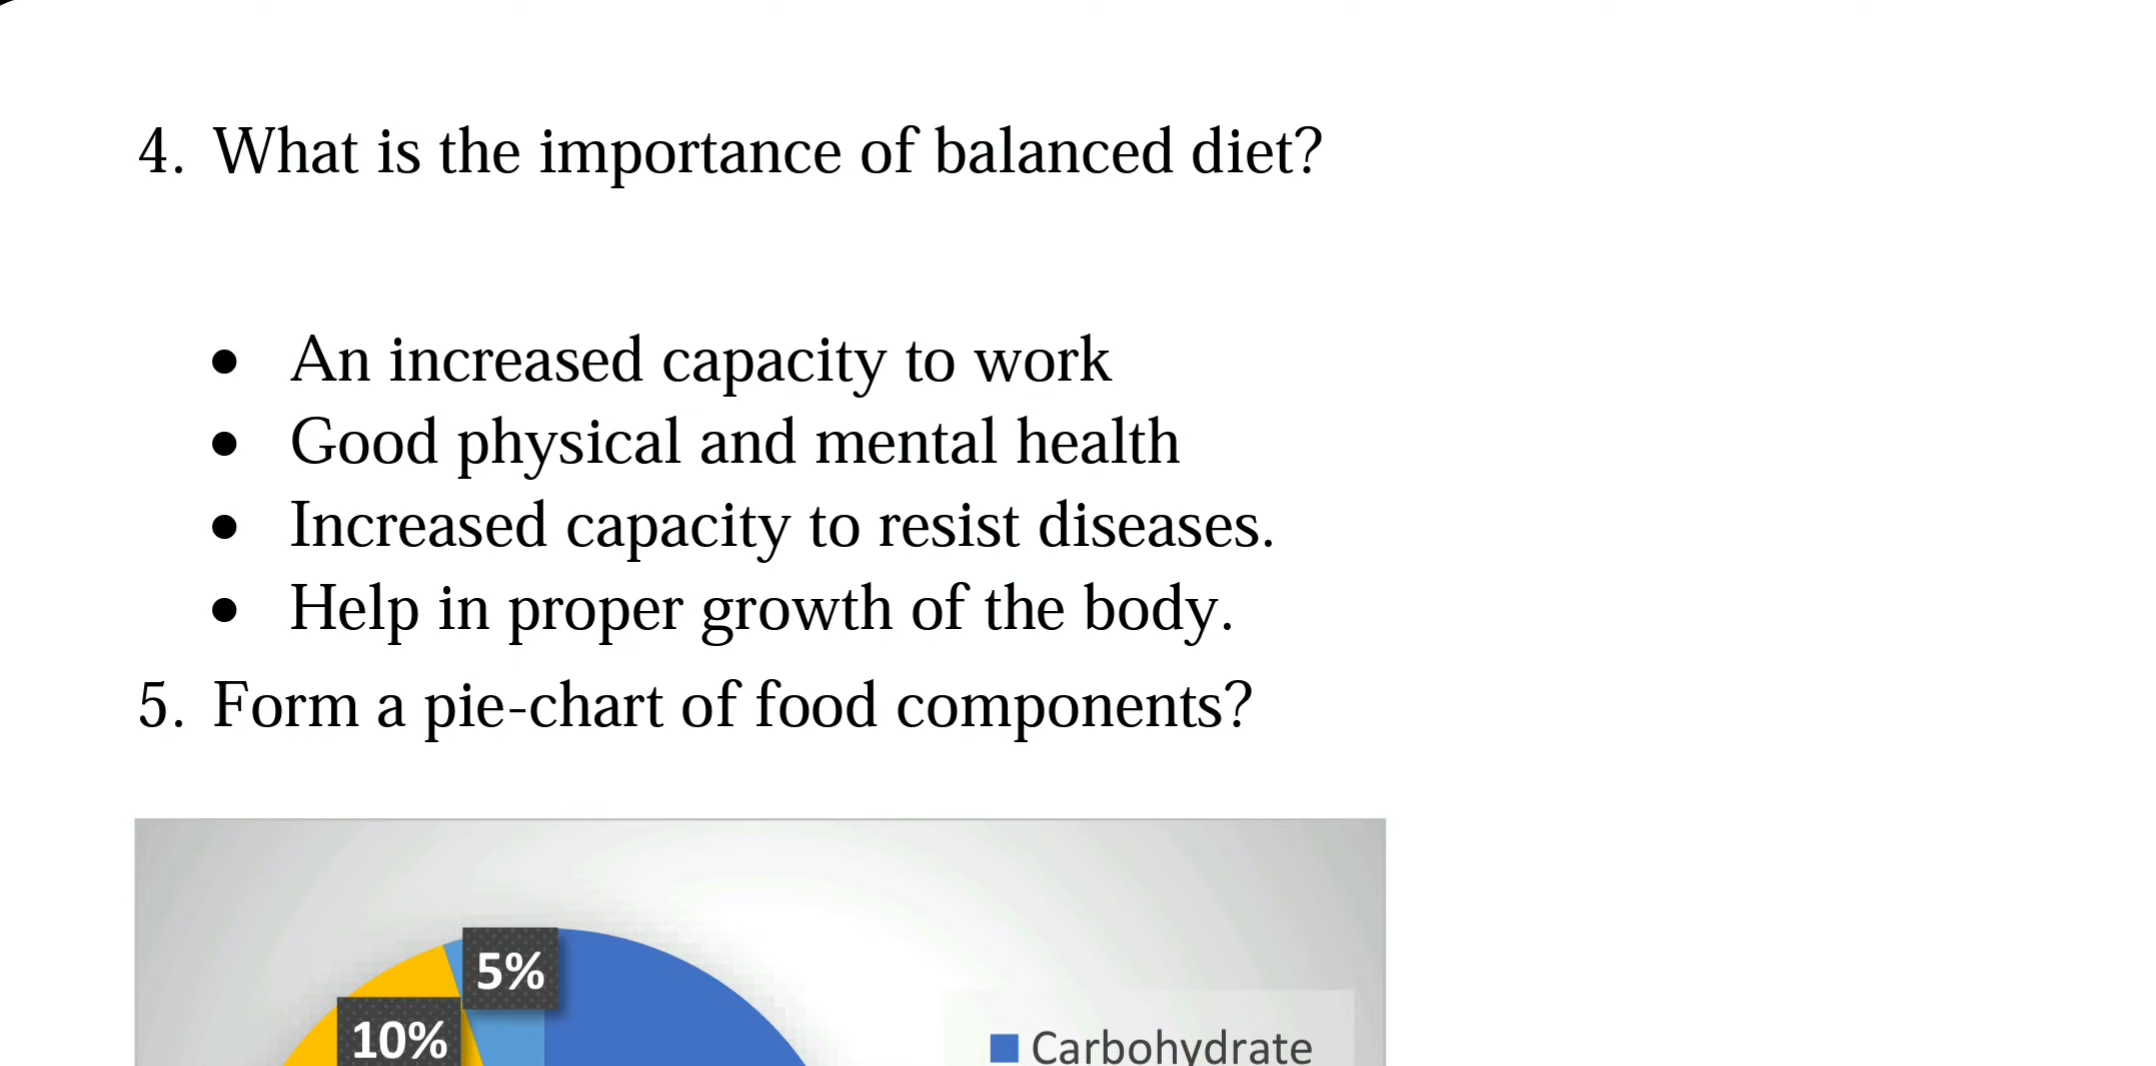 4. What is the importance of balanced diet?
• An increased capacity to work
• Good physical and mental health
• Increased capacity to resist diseases.
• Help in proper growth of the body.
5. Form a pie-chart of food components?
5%
10%
Carbohydrate